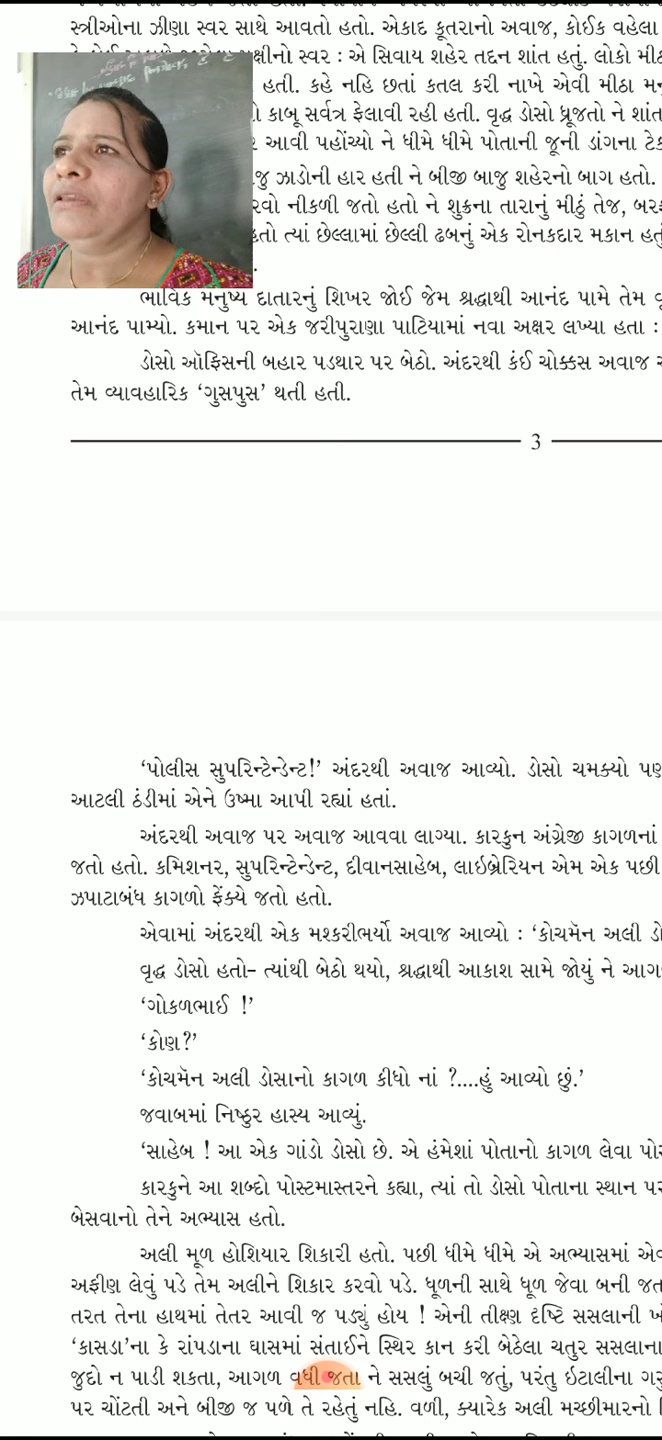 સ્ત્રીઓના ઝીણા સ્વર સાથે આવતો હતો. એકાદ કૂતરાનો અવાજ, કોઈક વહેલા
ક્ષીનો સ્વર : એ સિવાય શહેર તદન શાંત હતું. લોકો મીઠ
હતી. કહે નહિ છતાં કતલ કરી નાખે એવી મીઠા મનુ
કાબૂ સર્વત્ર ફેલાવી રહી હતી. વૃદ્ધ ડોસો ધ્રૂજતો ને શાંત
આવી પહોંચ્યો ને ધીમે ધીમે પોતાની જૂની ડાંગના ટેક
જુ ઝાડોની હાર હતી ને બીજી બાજુ શહેરનો બાગ હતો.
રવો નીકળી જતો હતો ને શુક્રના તારાનું મીઠું તેજ, બરફ
હતો ત્યાં છેલ્લામાં છેલ્લી ઢબનું એક રોનકદાર મકાન હતું
ભાવિક મનુષ્ય દાતારનું શિખર જોઈ જેમ શ્રદ્ધાથી આનંદ પામે તેમ વૃ
આનંદ પામ્યો. કમાન પર એક જરીપુરાણા પાટિયામાં નવા અક્ષર લખ્યા હતા :
ડોસો ઑફિસની બહાર પડથાર પર બેઠો. અંદરથી કંઈ ચોક્કસ અવાજ
તેમ વ્યાવહારિક ‘ગુસપુસ’ થતી હતી.
3
‘પોલીસ સુપરિન્ટેન્ડેન્ટ!’ અંદરથી અવાજ આવ્યો. ડોસો ચમક્યો પણ
આટલી ઠંડીમાં એને ઉષ્મા આપી રહ્યાં હતાં.
અંદરથી અવાજ પર અવાજ આવવા લાગ્યા. કારકુન અંગ્રેજી કાગળનાં
જતો હતો. કમિશનર, સુપરિન્ટેન્ડેન્ટ, દીવાનસાહેબ, લાઇબ્રેરિયન એમ એક પછી
ઝપાટાબંધ કાગળો ફેંક્યે જતો હતો.
એવામાં અંદરથી એક મશ્કરીભર્યો અવાજ આવ્યો : ‘કોચમૅન અલી ડો
વૃદ્ધ ડોસો હતો- ત્યાંથી બેઠો થયો, શ્રદ્ધાથી આકાશ સામે જોયું ને આગ
‘ગોકળભાઈ !’
‘કોણ?’
‘કોચમૅન અલી ડોસાનો કાગળ કીધો નાં ?....હું આવ્યો છું.’
જવાબમાં નિષ્ઠુર હાસ્ય આવ્યું.
‘સાહેબ ! આ એક ગાંડો ડોસો છે. એ હંમેશાં પોતાનો કાગળ લેવા પોસ
કારકુને આ શબ્દો પોસ્ટમાસ્તરને કહ્યા, ત્યાં તો ડોસો પોતાના સ્થાન પર
બેસવાનો તેને અભ્યાસ હતો.
અલી મૂળ હોશિયાર શિકારી હતો. પછી ધીમે ધીમે એ અભ્યાસમાં એવ
અફીણ લેવું પડે તેમ અલીને શિકાર કરવો પડે. ધૂળની સાથે ધૂળ જેવા બની જત
તરત તેના હાથમાં તેતર આવી જ પડ્યું હોય ! એની તીક્ષ્ણ દૃષ્ટિ સસલાની ખો
‘કાસડા’ના કે રાંપડાના ઘાસમાં સંતાઈને સ્થિર કાન કરી બેઠેલા ચતુર સસલાના
જુદો ન પાડી શકતા, આગળ વધી જતા ને સસલું બચી જતું, પરંતુ ઇટાલીના ગરુ
પર ચોંટતી અને બીજી જ પળે તે રહેતું નહિ. વળી, ક્યારેક અલી મચ્છીમારનો